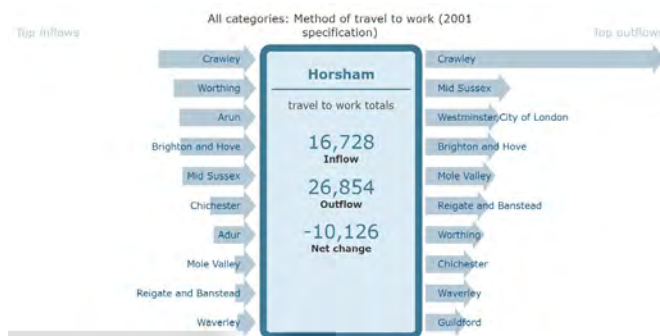 All categories: Method of travel to work (2001
specification)
Top inflows
Top outflows
Crawley
Worthing
Arun
Brighton and Hove
Mid Sussex
Chichester
Adur
Mole Valley
Reigate and Banstead
Waverley
Horsham
travel to work totals
16,728
Inflow
26,854
Outflow
-10,126
Net change
Crawley
Mid Sussex
Westminster,City of London
Brighton and Hove
Mole Valley
Reigate and Banstead
Worthing
Chichester
Waverley
Guildford